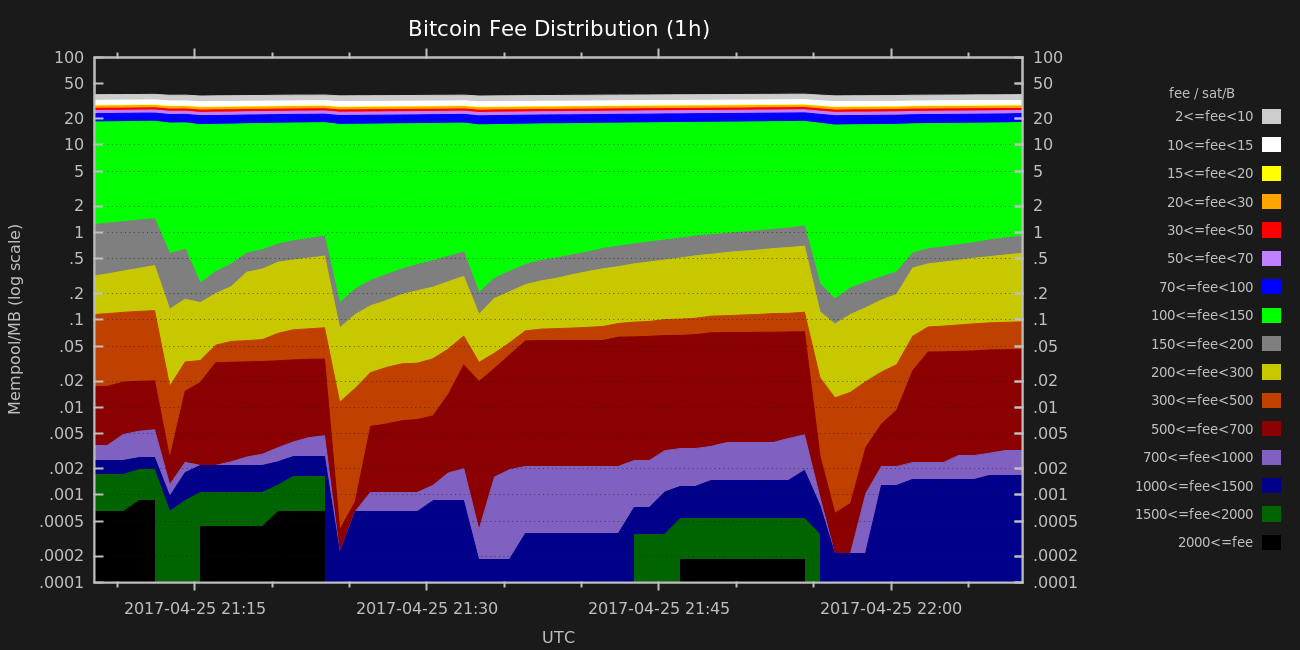 Bitcoin Fee Distribution (1h)
Mempool/MB (log scale)
100
50
20
10
5
2
1
.5
.2
.1
.05
.02
.01
.005
.002
.001
.0005
.0002
.0001
100
50
20
10
5
2
1
.5
.2
.1
.05
.02
.01
.005
.002
.001
.0005
.0002
.0001
2017-04-25 21:15
2017-04-25 21:30
2017-04-25 21:45
2017-04-25 22:00
UTC
fee / sat/B
2<=fee<10
10<=fee<15
15<=fee<20
20<=fee<30
30<=fee<50
50<=fee<70
70<=fee<100
100<=fee<150
150<=fee<200
200<=fee<300
300<=fee<500
500<=fee<700
700<=fee<1000
1000<=fee<1500
1500<=fee<2000
2000<=fee